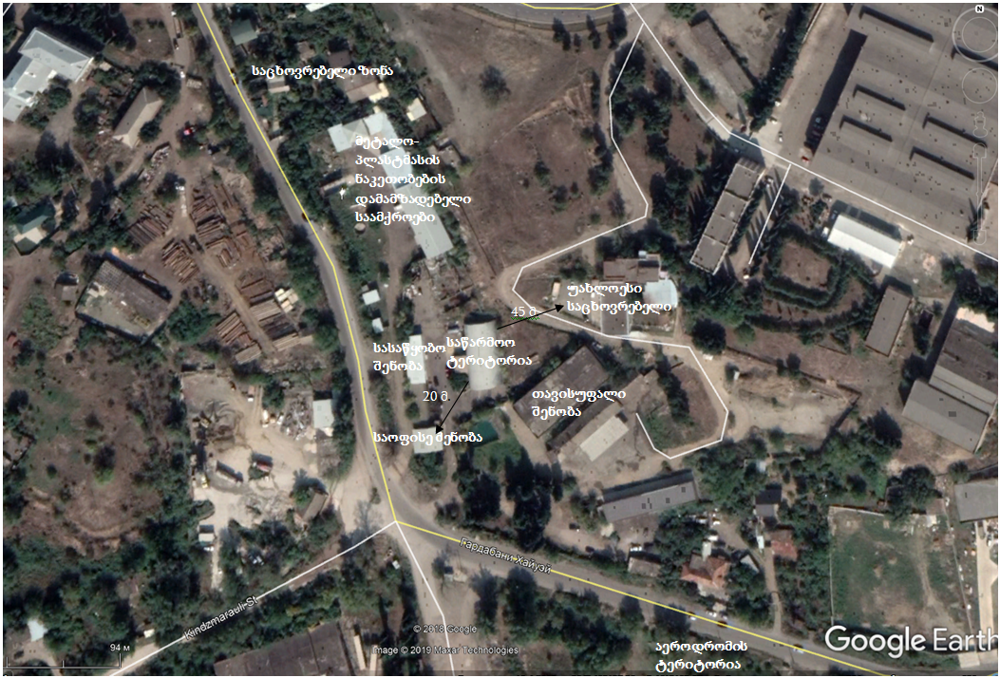 N
საცხოვრებელი ზონა
მეტალო-
პლასტმასის
ნაკეთობების
დამამზადებელი
საამქროები
უახლოესი
საცხოვრებელი
45 მ.
სასაწყობო
შენობა
საწარმოო
ტერიტორია
თავისუფალი
შენობა
20 მ.
საოფისე შენობა
Гардабани Хайуэй
Kindzmarauli St
© 2018 Google
Image © 2019 Maxar Technologies
Google Earth
94 м
აეროდრომის
ტერიტორია